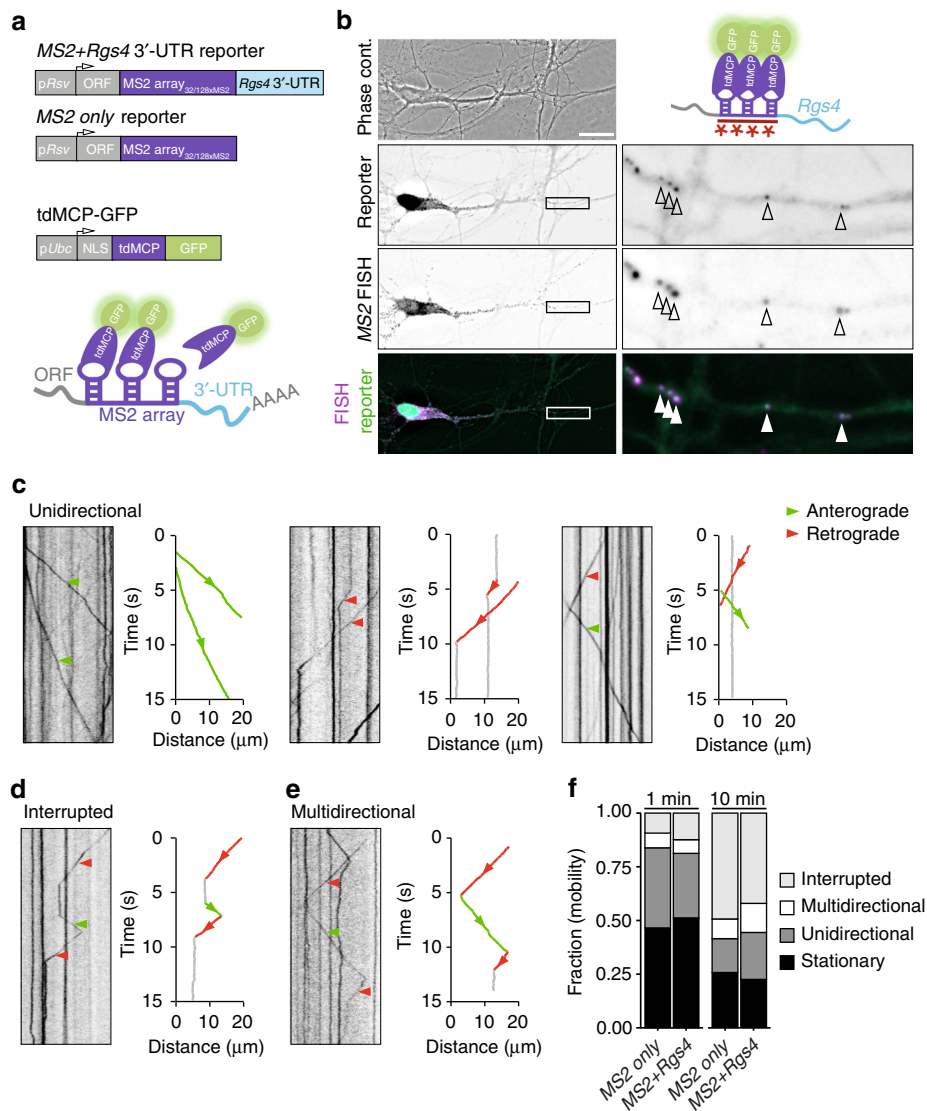 a
MS2+Rgs4 3′-UTR reporter
pRsv ORF MS2 array32/128xMS2 Rgs4 3′-UTR
MS2 only reporter
pRsv ORF MS2 array32/128xMS2
tdMCP-GFP
pUbc NLS tdMCP GFP
GFP GFP GFP
tdMCP tdMCP tdMCP
ORF
3′-UTR
AAAA
MS2 array
b
Phase cont.
Reporter
MS2 FISH
FISH
reporter
GFP GFP GFP
tdMCP tdMCP tdMCP
Rgs4
c
Unidirectional
Anterograde
Retrograde
Time (s)
0
5
10
15
0 10 20
Distance (μm)
Time (s)
0
5
10
15
0 10 20
Distance (μm)
Time (s)
0
5
10
15
0 10 20
Distance (μm)
d
Interrupted
Time (s)
0
5
10
15
0 10 20
Distance (μm)
e
Multidirectional
Time (s)
0
5
10
15
0 10 20
Distance (μm)
f
1 min 10 min
Fraction (mobility)
1.00
0.75
0.50
0.25
0.00
MS2 only
MS2+Rgs4
MS2 only
MS2+Rgs4
Interrupted
Multidirectional
Unidirectional
Stationary